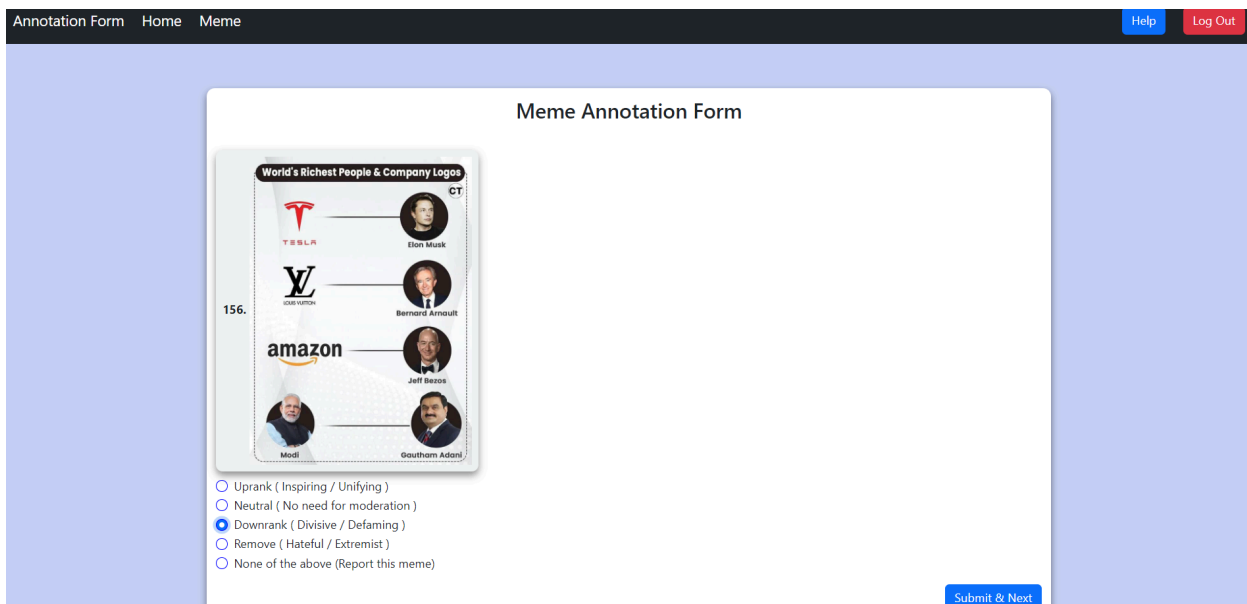 Annotation Form Home Meme Help Log Out
Meme Annotation Form
World's Richest People & Company Logos
CT
TESLA
Elon Musk
LV
LOUIS VUITTON
Bernard Arnault
amazon
Jeff Bezos
156.
Modi Gautham Adani
Uprank ( Inspiring / Unifying )
Neutral ( No need for moderation )
Downrank ( Divisive / Defaming )
Remove ( Hateful / Extremist )
None of the above (Report this meme)
Submit & Next